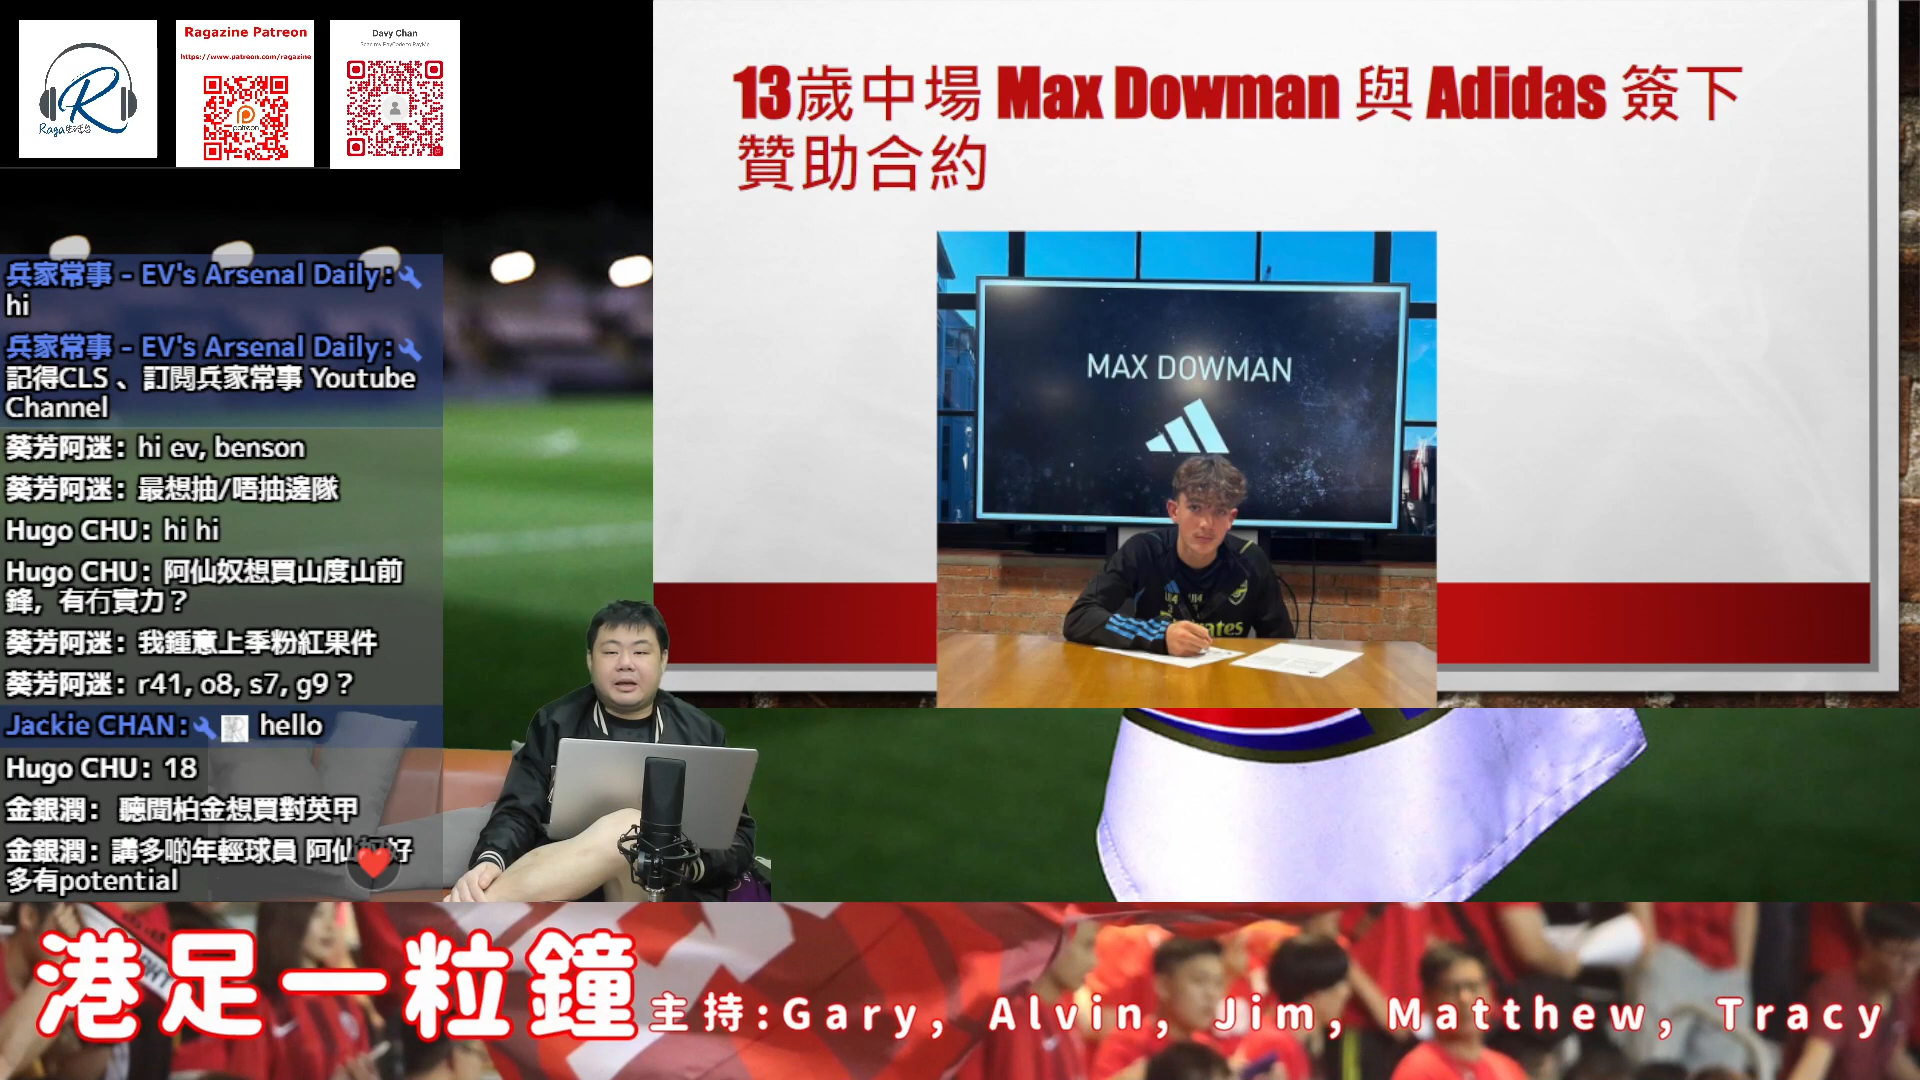 R
Raga
Ragazine Patreon
https://www.patreon.com/ragazine
patreon
Davy Chan
13歲中場 Max Dowman 與 Adidas 簽下
贊助合約
MAX DOWMAN
兵家常事 - EV's Arsenal Daily:
hi
兵家常事 - EV's Arsenal Daily:
記得CLS 、訂閱兵家常事 Youtube
Channel
葵芳阿迷: hi ev, benson
葵芳阿迷: 最想抽/唔抽邊隊
Hugo CHU: hi hi
Hugo CHU: 阿仙奴想買山度山前
鋒，有冇實力？
葵芳阿迷: 我鍾意上季粉紅果件
葵芳阿迷: r41, o8, s7, g9 ?
Jackie CHAN: hello
Hugo CHU: 18
金銀潤: 聽聞柏金想買對英甲
金銀潤: 講多啲年輕球員 阿仙奴好
多有potential
港足一粒鐘
主持:Gary, Alvin, Jim, Matthew, Tracy